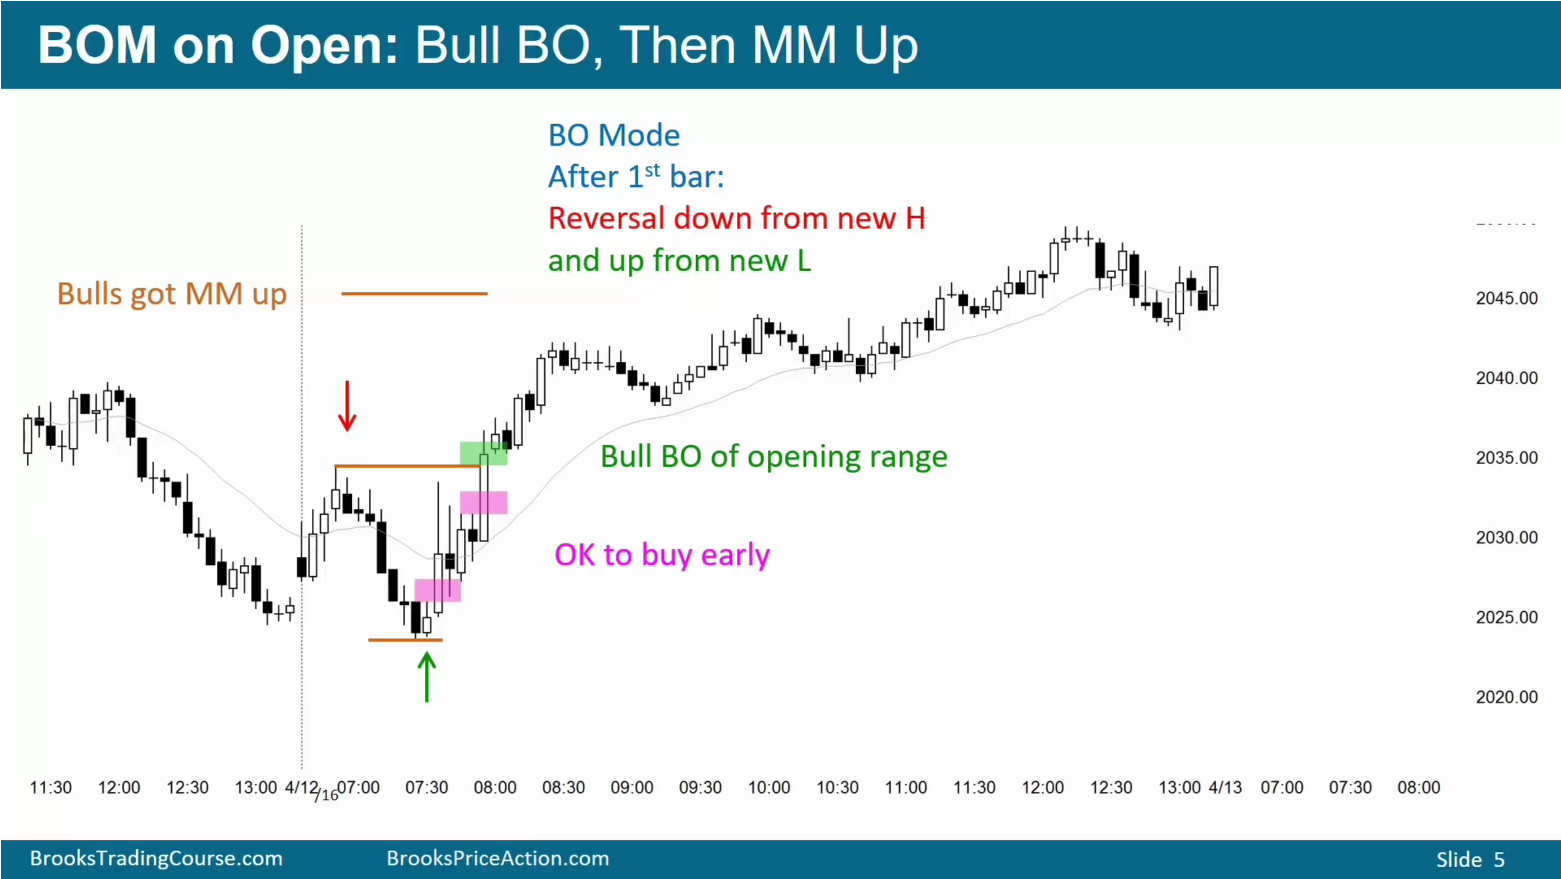 BOM on Open: Bull BO, Then MM Up
BO Mode
After 1st bar:
Reversal down from new H
and up from new L
Bulls got MM up
2045.00
2040.00
Bull BO of opening range
2035.00
OK to buy early
2030.00
2025.00
2020.00
11:30 12:00 12:30 13:00 4/12/16 07:00 07:30 08:00 08:30 09:00 09:30 10:00 10:30 11:00 11:30 12:00 12:30 13:00 4/13 07:00 07:30 08:00
BrooksTradingCourse.com BrooksPriceAction.com Slide 5